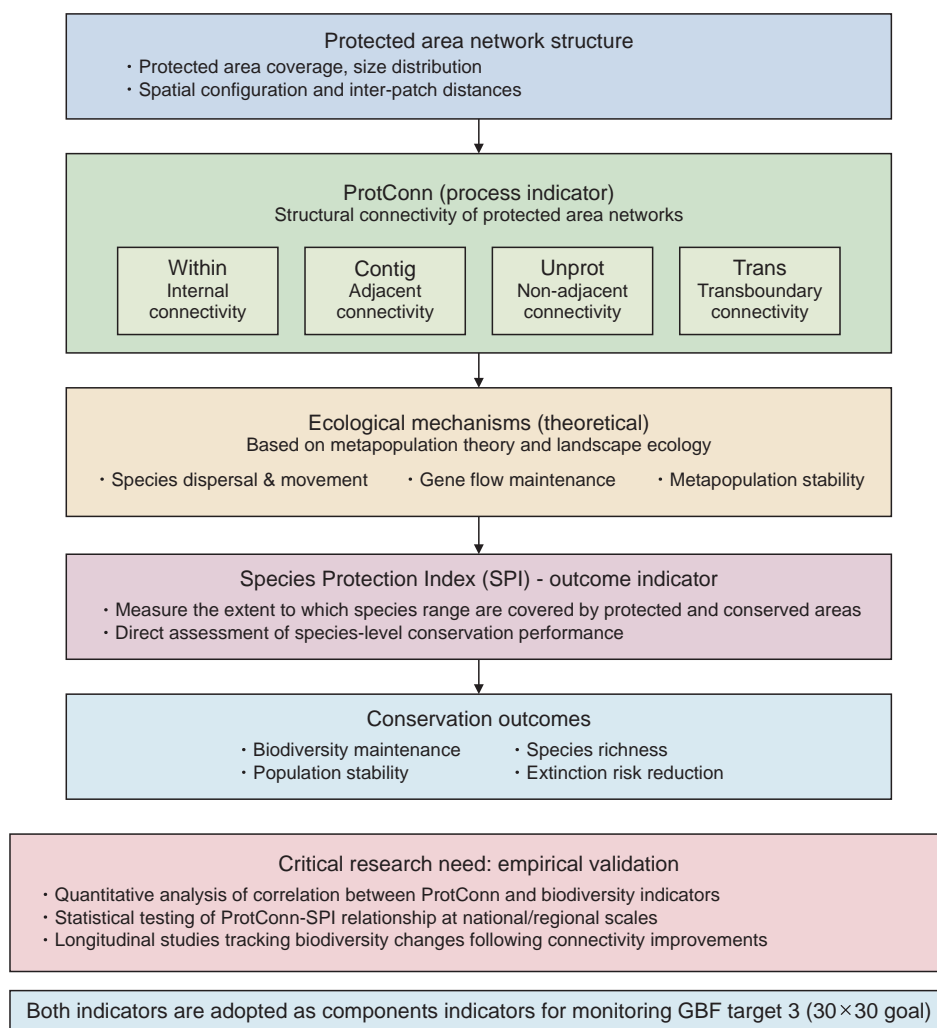 Protected area network structure
・Protected area coverage, size distribution
・Spatial configuration and inter-patch distances
ProtConn (process indicator)
Structural connectivity of protected area networks
Within
Internal
connectivity
Contig
Adjacent
connectivity
Unprot
Non-adjacent
connectivity
Trans
Transboundary
connectivity
Ecological mechanisms (theoretical)
Based on metapopulation theory and landscape ecology
・Species dispersal & movement ・Gene flow maintenance ・Metapopulation stability
Species Protection Index (SPI) - outcome indicator
・Measure the extent to which species range are covered by protected and conserved areas
・Direct assessment of species-level conservation performance
Conservation outcomes
・Biodiversity maintenance ・Species richness
・Population stability ・Extinction risk reduction
Critical research need: empirical validation
・Quantitative analysis of correlation between ProtConn and biodiversity indicators
・Statistical testing of ProtConn-SPI relationship at national/regional scales
・Longitudinal studies tracking biodiversity changes following connectivity improvements
Both indicators are adopted as components indicators for monitoring GBF target 3 (30×30 goal)